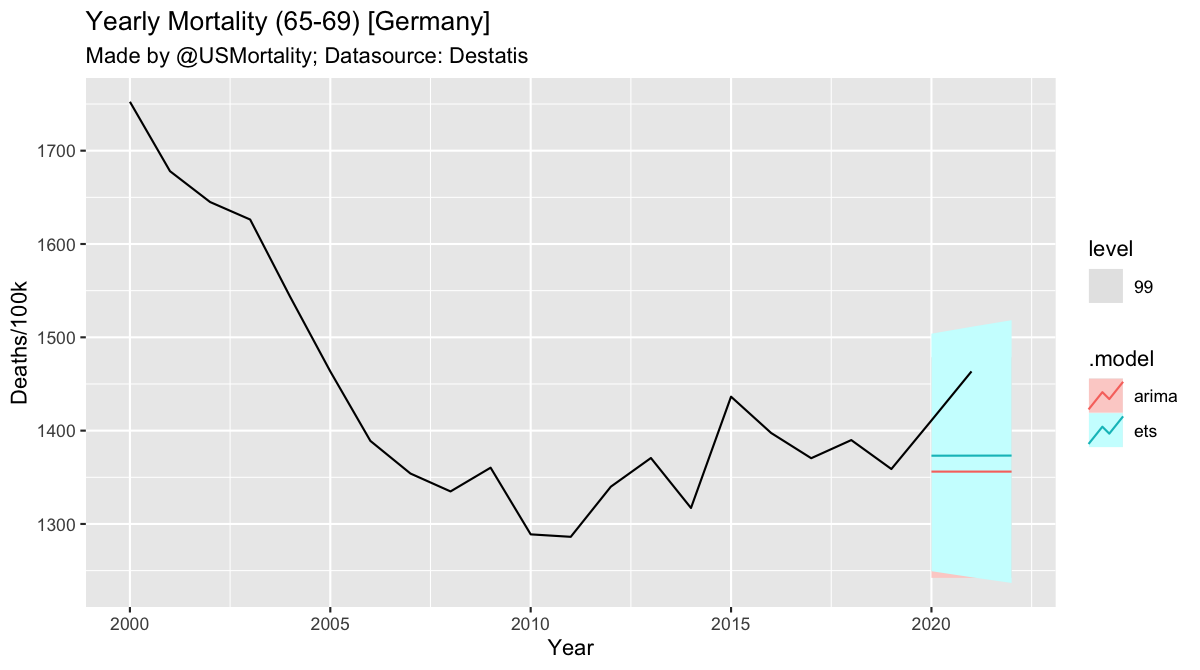 Yearly Mortality (65-69) [Germany]
Made by @USMortality; Datasource: Destatis
1700
1600
1500
1400
1300
Deaths/100k
2000
2005
2010
2015
2020
Year
level
99
.model
arima
ets